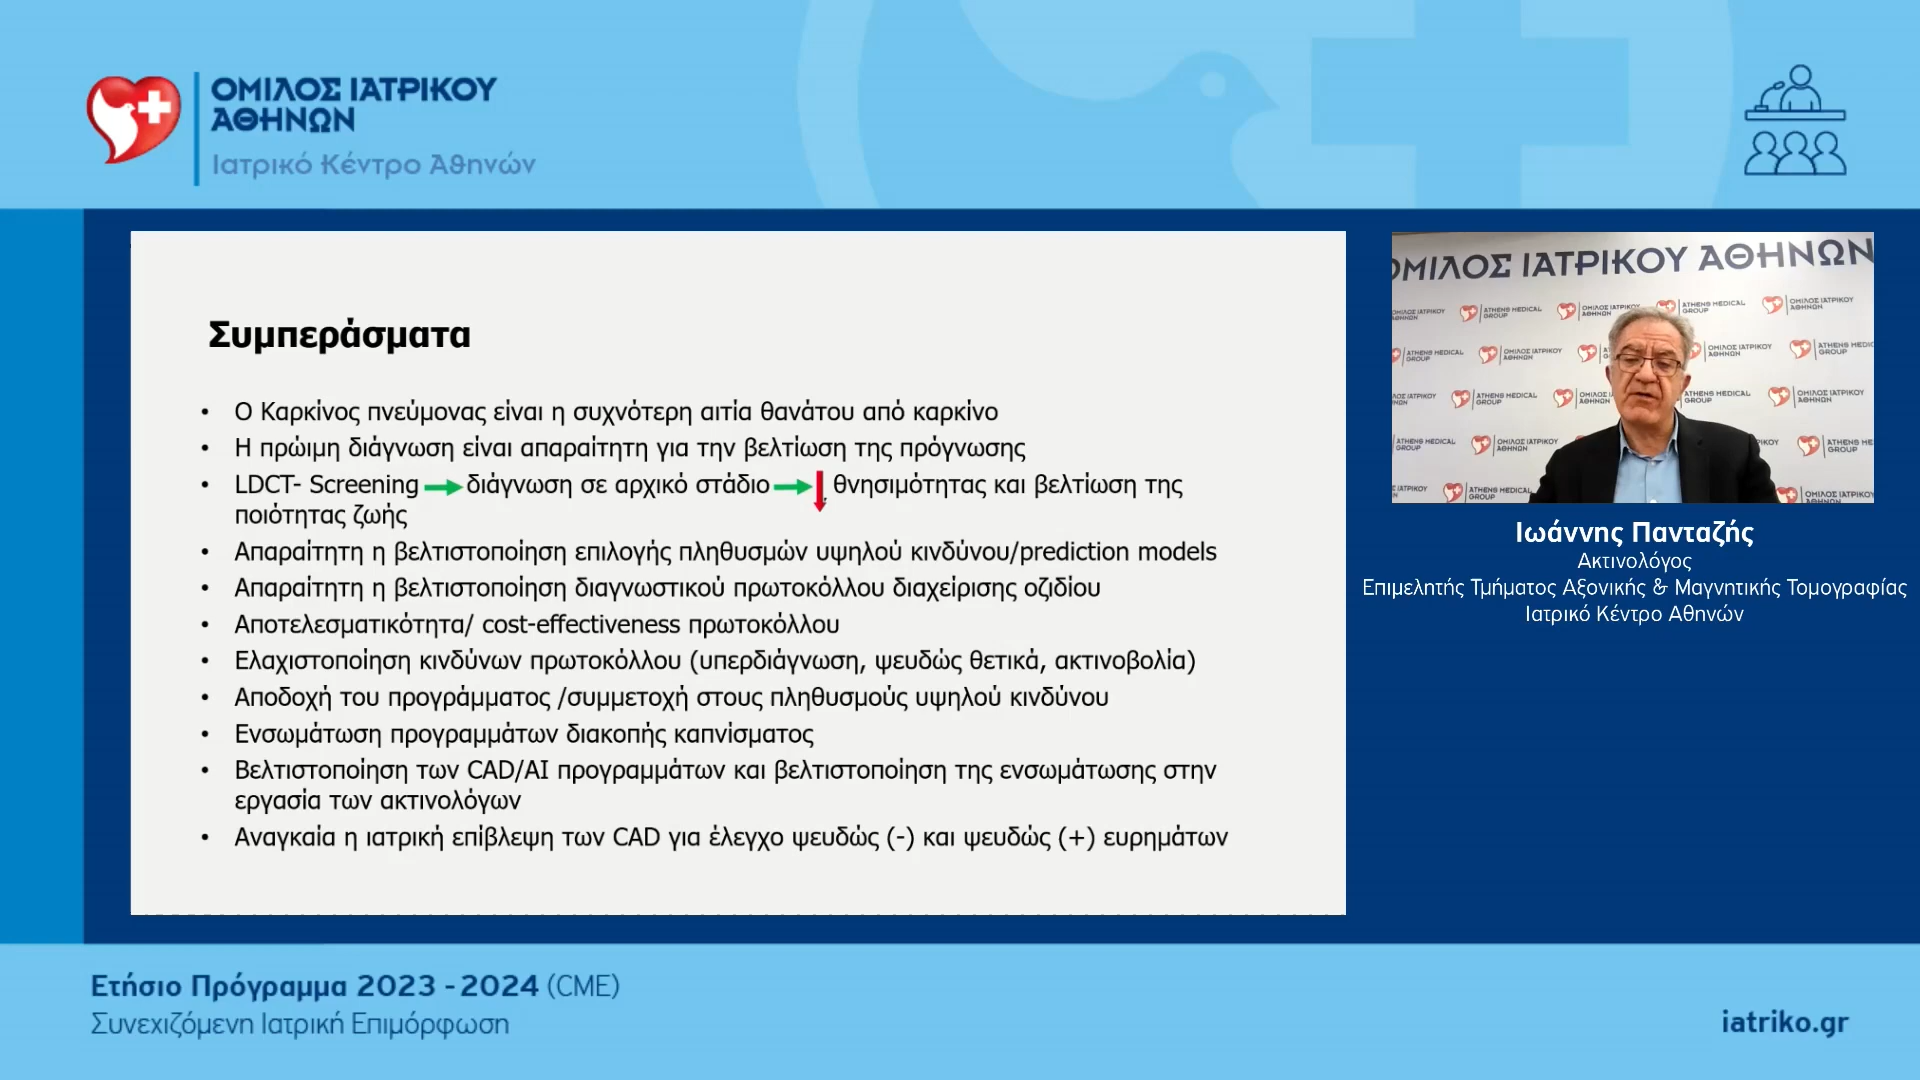 ΟΜΙΛΟΣ ΙΑΤΡΙΚΟΥ
ΑΘΗΝΩΝ
Ιατρικό Κέντρο Αθηνών
Συμπεράσματα
• Ο Καρκίνος πνεύμονας είναι η συχνότερη αιτία θανάτου από καρκίνο
• Η πρώιμη διάγνωση είναι απαραίτητη για την βελτίωση της πρόγνωσης
• LDCT- Screening διάγνωση σε αρχικό στάδιο θνησιμότητας και βελτίωση της
ποιότητας ζωής
• Απαραίτητη η βελτιστοποίηση επιλογής πληθυσμών υψηλού κινδύνου/prediction models
• Απαραίτητη η βελτιστοποίηση διαγνωστικού πρωτοκόλλου διαχείρισης οζιδίου
• Αποτελεσματικότητα/ cost-effectiveness πρωτοκόλλου
• Ελαχιστοποίηση κινδύνων πρωτοκόλλου (υπερδιάγνωση, ψευδώς θετικά, ακτινοβολία)
• Αποδοχή του προγράμματος /συμμετοχή στους πληθυσμούς υψηλού κινδύνου
• Ενσωμάτωση προγραμμάτων διακοπής καπνίσματος
• Βελτιστοποίηση των CAD/AI προγραμμάτων και βελτιστοποίηση της ενσωμάτωσης στην
εργασία των ακτινολόγων
• Αναγκαία η ιατρική επίβλεψη των CAD για έλεγχο ψευδώς (-) και ψευδώς (+) ευρημάτων
ΟΜΙΛΟΣ ΙΑΤΡΙΚΟΥ ΑΘΗΝΩΝ
ATHENS MEDICAL
GROUP
ΟΜΙΛΟΣ ΙΑΤΡΙΚΟΥ
ΑΘΗΝΩΝ
Ιωάννης Πανταζής
Ακτινολόγος
Επιμελητής Τμήματος Αξονικής & Μαγνητικής Τομογραφίας
Ιατρικό Κέντρο Αθηνών
Ετήσιο Πρόγραμμα 2023 - 2024 (CME)
Συνεχιζόμενη Ιατρική Επιμόρφωση
iatriko.gr